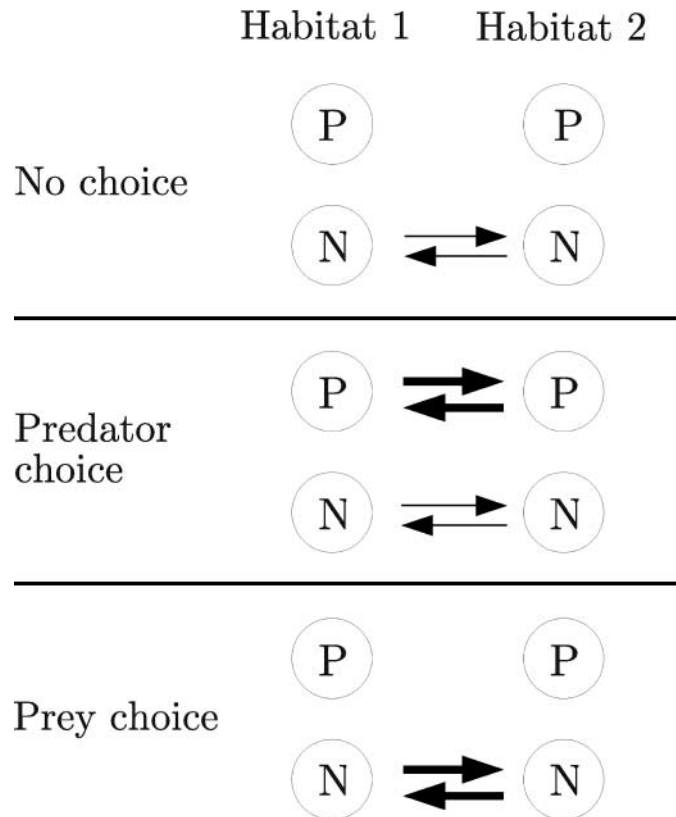 Habitat 1 Habitat 2
P P
No choice
N N
P P
Predator
choice
N N
P P
Prey choice
N N